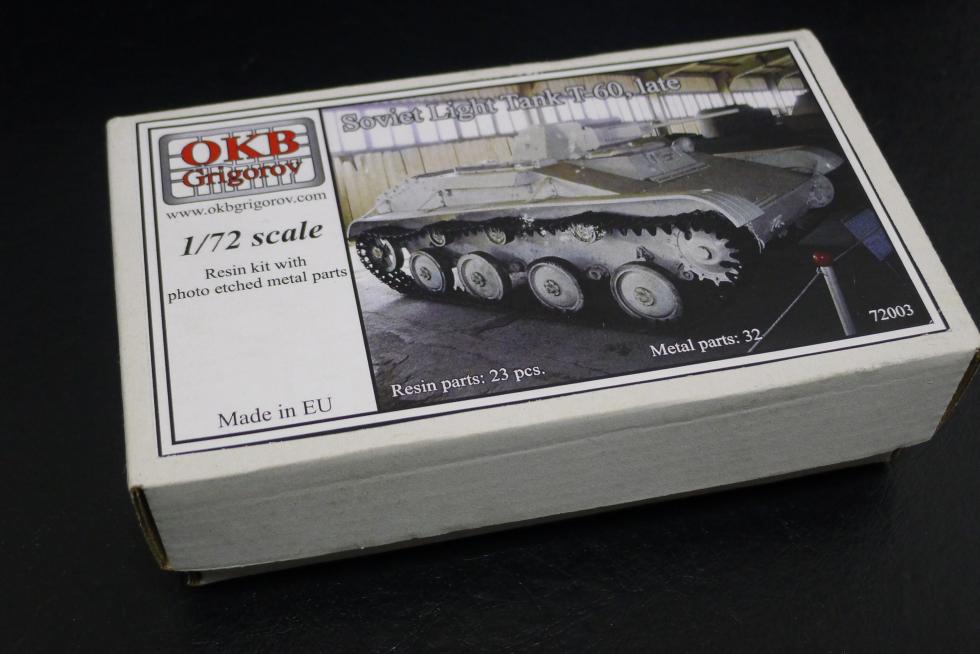 Soviet Light Tank T-60, late
OKB
Grigorov
www.okbgrigorov.com
1/72 scale
Resin kit with
photo etched metal parts
Made in EU
Resin parts: 23 pcs.
Metal parts: 32
72003